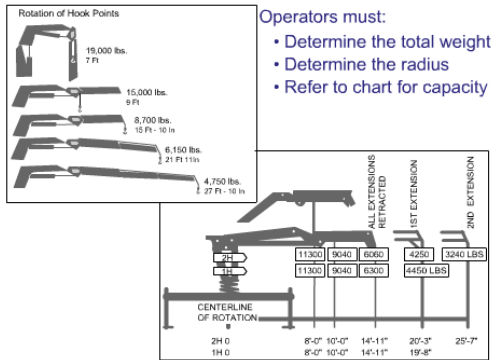 Rotation of Hook Points
19,000 lbs.
7 Ft
15,000 lbs.
9 Ft
8,700 lbs.
15 Ft - 10 In
6,150 lbs.
21 Ft 11In
4,750 lbs.
27 Ft - 10 In
Operators must:
• Determine the total weight
• Determine the radius
• Refer to chart for capacity
ALL EXTENSIONS
RETRACTED
1ST EXTENSION
2ND EXTENSION
2H 11300 9040 6060 4250 3240 LBS
1H 11300 9040 6300 4450 LBS
CENTERLINE
OF ROTATION
2H 0 8'-0" 10'-0" 14'-11" 20'-3" 25'-7"
1H 0 8'-0" 10'-0" 14'-11" 19'-8"